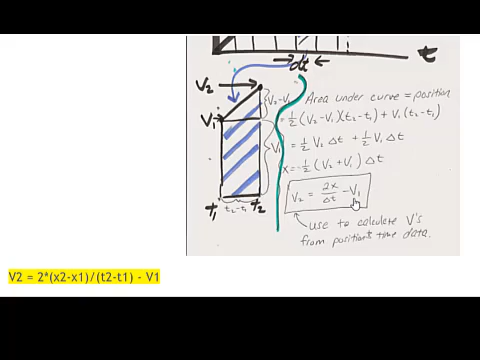 t
dt
V2
V1
V2-V1
V1
t1 t2-t1 t2
Area under curve = position
= 1/2 (V2-V1)(t2-t1) + V1 (t2-t1)
= 1/2 V2 Δt + 1/2 V1 Δt
x = 1/2 (V2 + V1) Δt
V2 = 2x/Δt - V1
use to calculate V's
from position & time data.
V2 = 2*(x2-x1)/(t2-t1) - V1